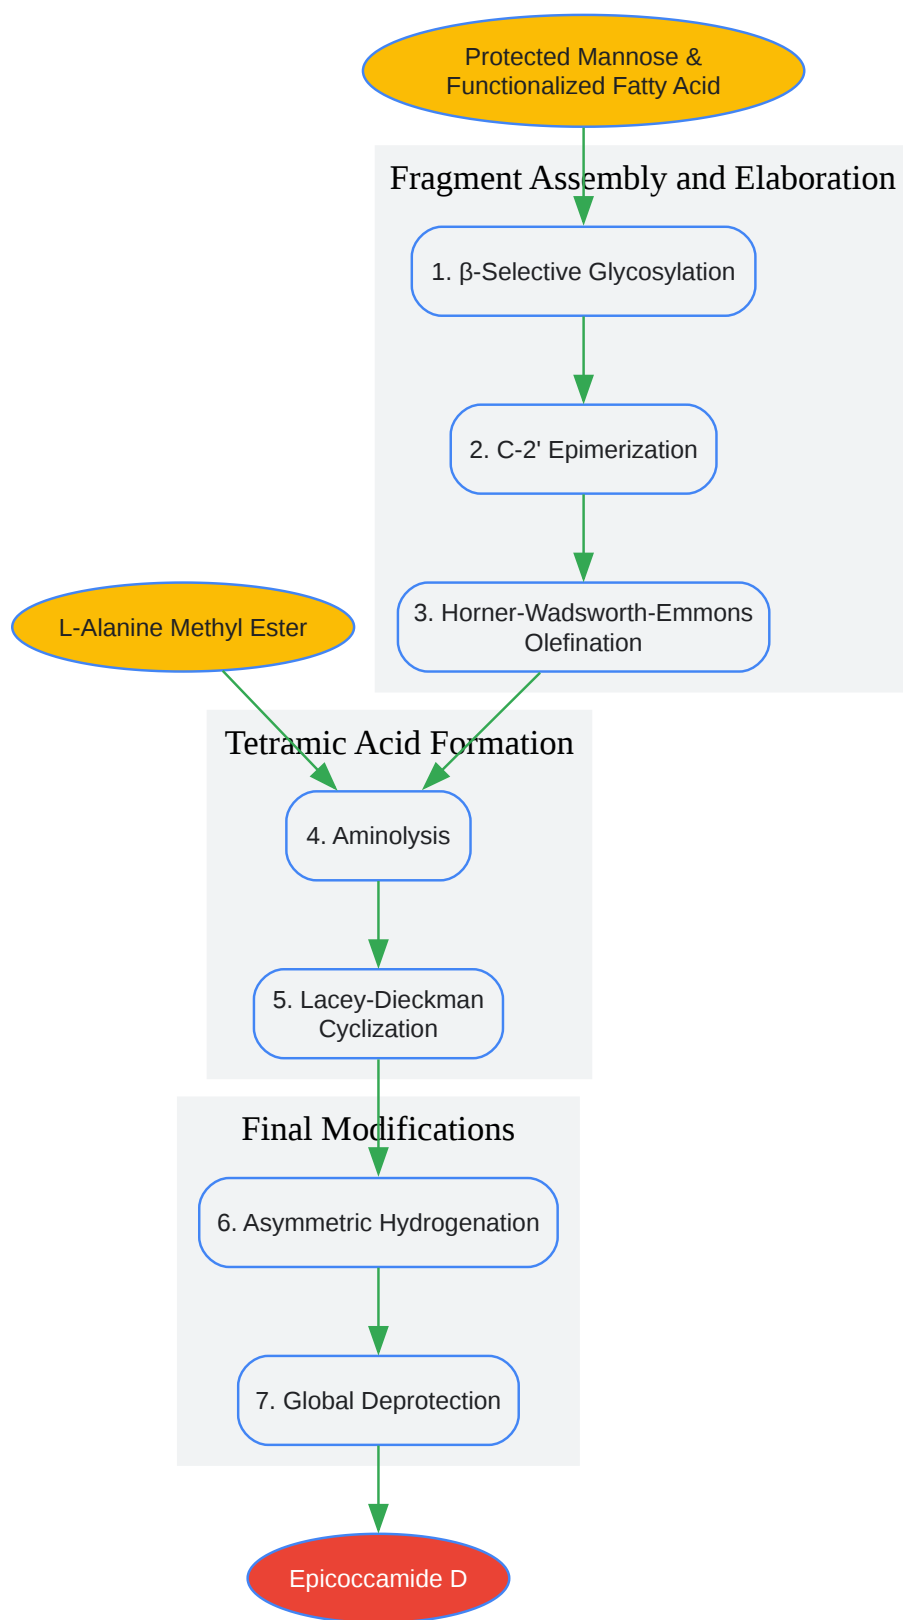 Protected Mannose &
Functionalized Fatty Acid
Fragment Assembly and Elaboration
1. β-Selective Glycosylation
2. C-2' Epimerization
3. Horner-Wadsworth-Emmons
Olefination
L-Alanine Methyl Ester
Tetramic Acid Formation
4. Aminolysis
5. Lacey-Dieckman
Cyclization
Final Modifications
6. Asymmetric Hydrogenation
7. Global Deprotection
Epicoccamide D